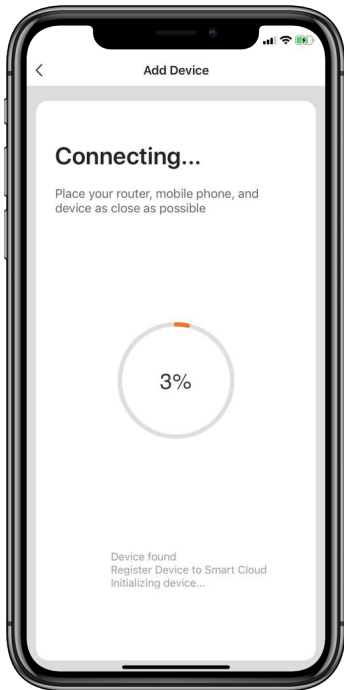 Add Device
Connecting...
Place your router, mobile phone, and
device as close as possible
3%
Device found
Register Device to Smart Cloud
Initializing device...